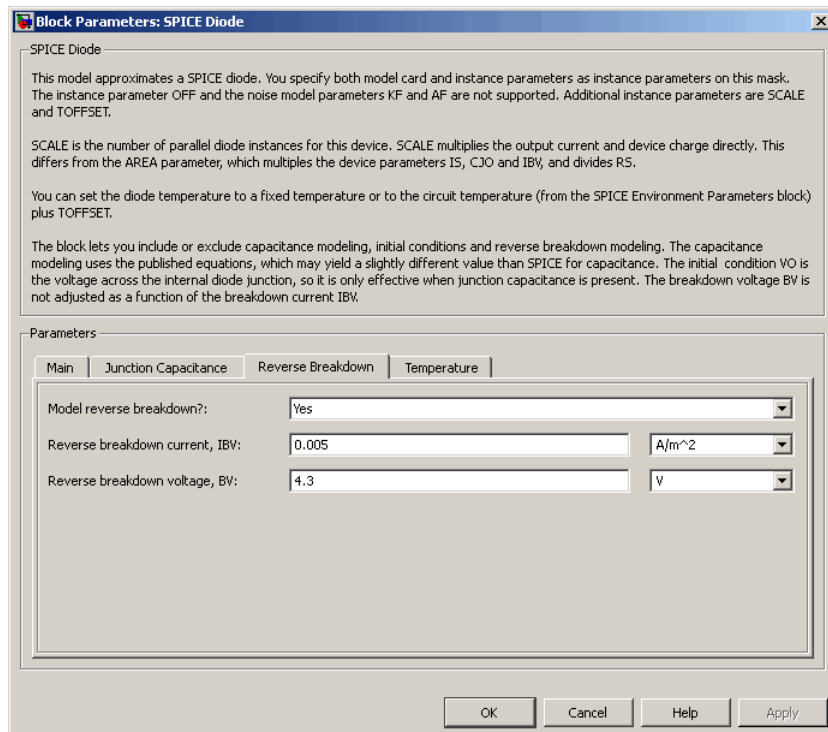 Block Parameters: SPICE Diode
SPICE Diode
This model approximates a SPICE diode. You specify both model card and instance parameters as instance parameters on this mask.
The instance parameter OFF and the noise model parameters KF and AF are not supported. Additional instance parameters are SCALE
and TOFFSET.
SCALE is the number of parallel diode instances for this device. SCALE multiplies the output current and device charge directly. This
differs from the AREA parameter, which multiplies the device parameters IS, CJO and IBV, and divides RS.
You can set the diode temperature to a fixed temperature or to the circuit temperature (from the SPICE Environment Parameters block)
plus TOFFSET.
The block lets you include or exclude capacitance modeling, initial conditions and reverse breakdown modeling. The capacitance
modeling uses the published equations, which may yield a slightly different value than SPICE for capacitance. The initial  condition VO is
the voltage across the internal diode junction, so it is only effective when junction capacitance is present. The breakdown voltage BV is
not adjusted as a function of the breakdown current IBV.
Parameters
Main Junction Capacitance Reverse Breakdown Temperature
Model reverse breakdown?: Yes
Reverse breakdown current, IBV: 0.005 A/m^2
Reverse breakdown voltage, BV: 4.3 V
OK Cancel Help Apply